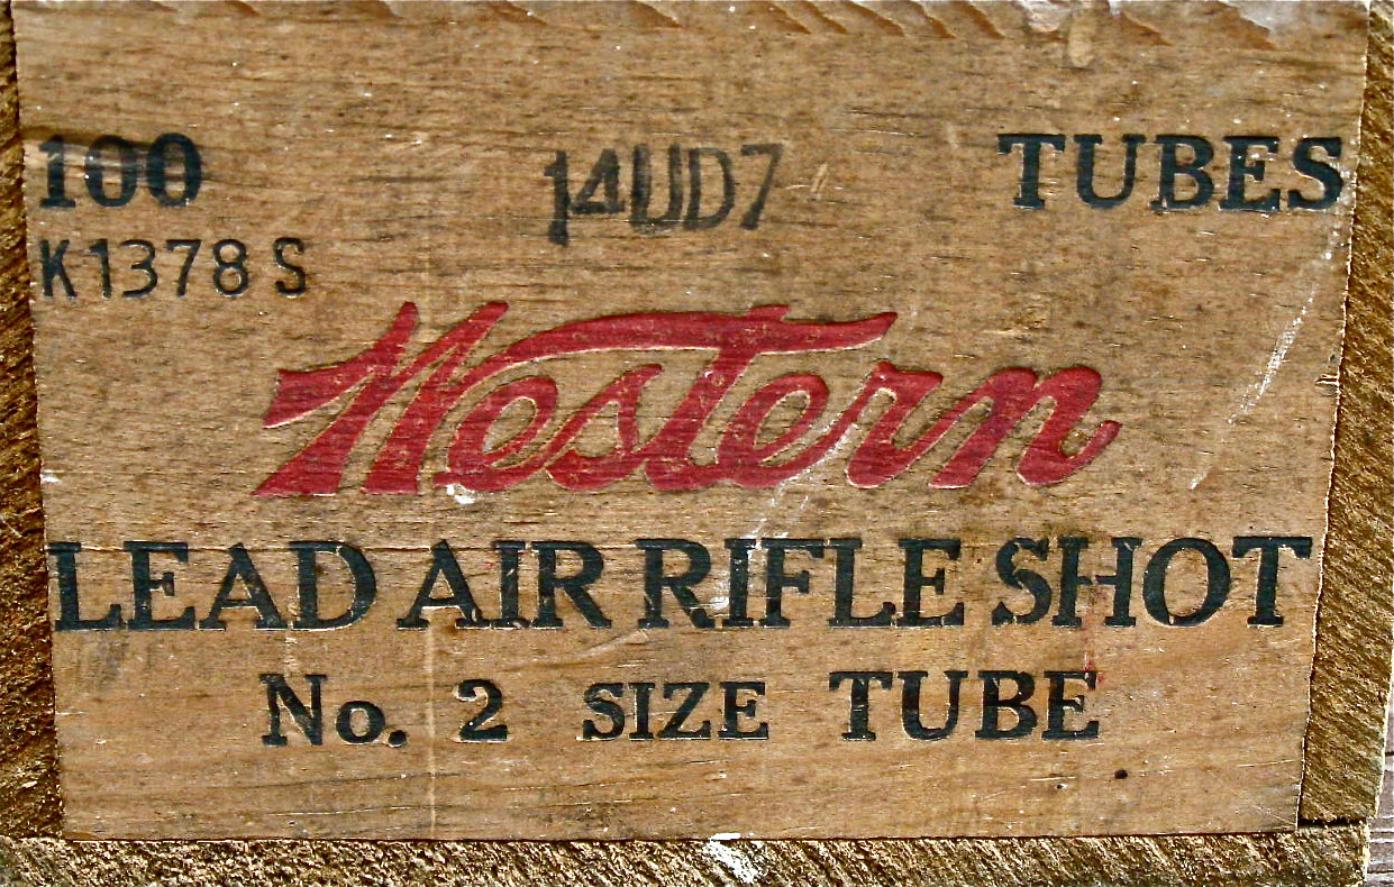 100 14UD7 TUBES
K1378 S
Western
LEAD AIR RIFLE SHOT
No. 2 SIZE TUBE